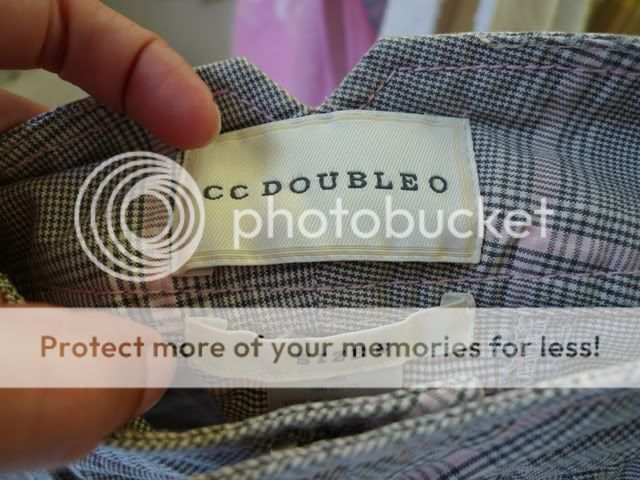 CC DOUBLE O
photobucket
Protect more of your memories for less!